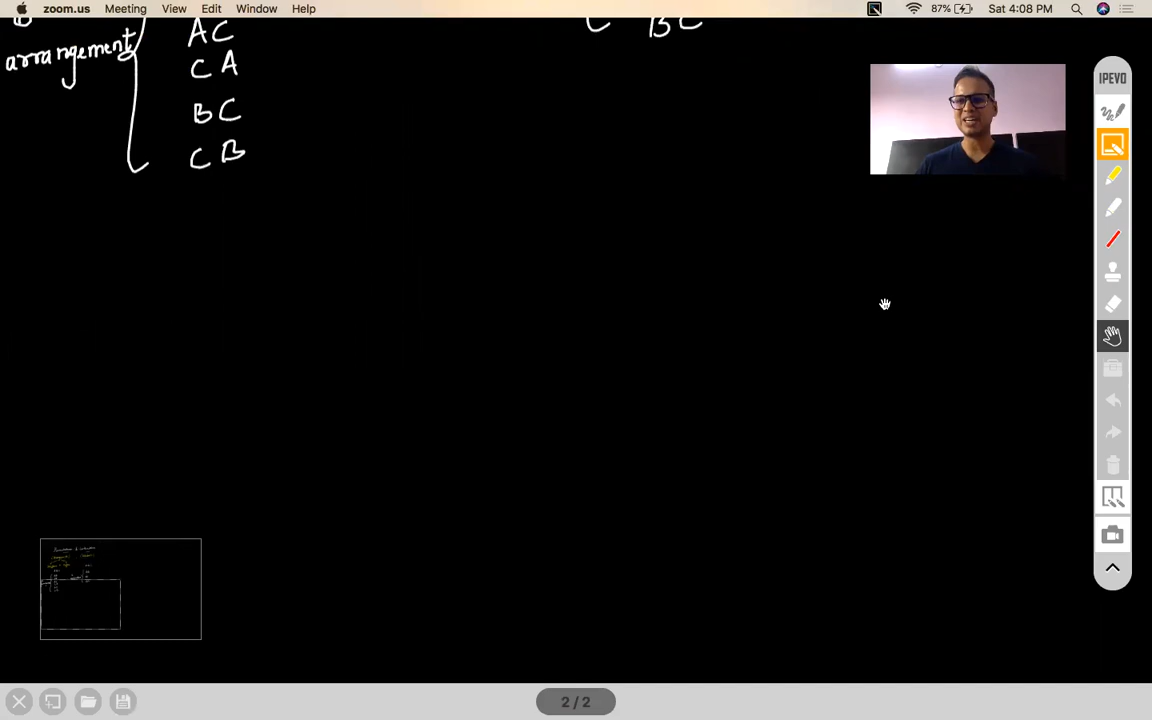 zoom.us Meeting View Edit Window Help 87% Sat 4:08 PM
arrangement
AC
CA
BC
CB
BC
IPEVO
2 / 2